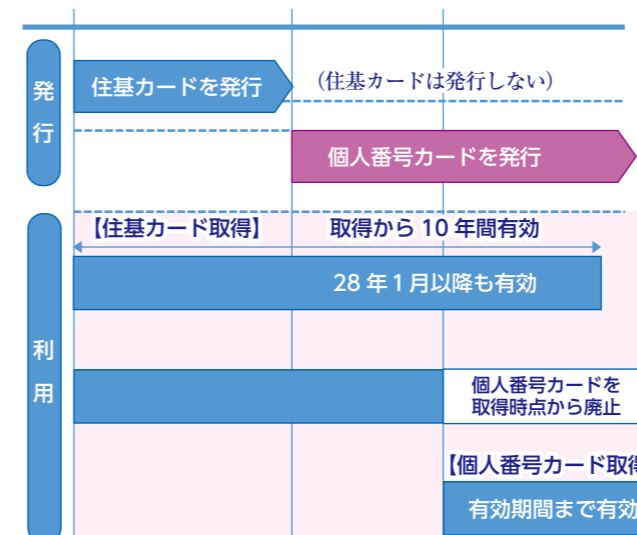 発行
住基カードを発行
（住基カードは発行しない）
個人番号カードを発行
利用
【住基カード取得】
取得から 10 年間有効
28 年 1 月以降も有効
個人番号カードを
取得時点から廃止
【個人番号カード取得
有効期間まで有効